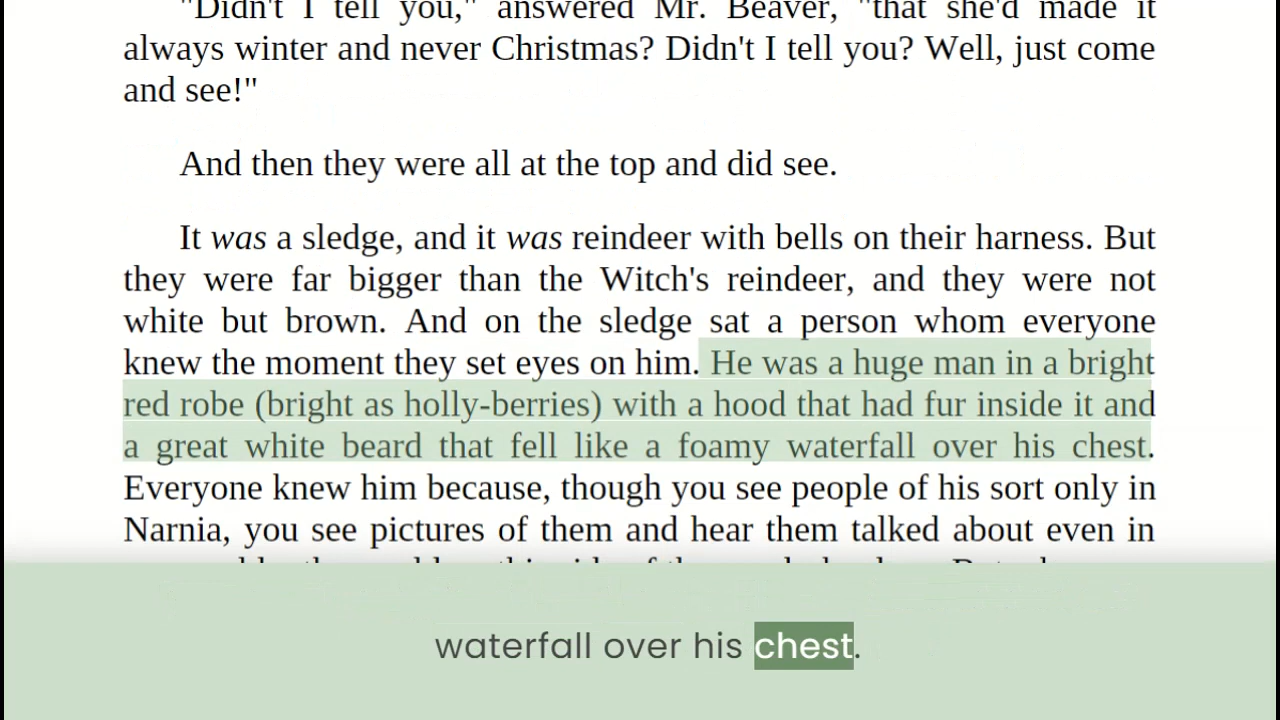 "Didn't I tell you," answered Mr. Beaver, "that she'd made it
always winter and never Christmas? Didn't I tell you? Well, just come
and see!"
And then they were all at the top and did see.
It was a sledge, and it was reindeer with bells on their harness. But
they were far bigger than the Witch's reindeer, and they were not
white but brown. And on the sledge sat a person whom everyone
knew the moment they set eyes on him. He was a huge man in a bright
red robe (bright as holly-berries) with a hood that had fur inside it and
a great white beard that fell like a foamy waterfall over his chest.
Everyone knew him because, though you see people of his sort only in
Narnia, you see pictures of them and hear them talked about even in
waterfall over his chest.